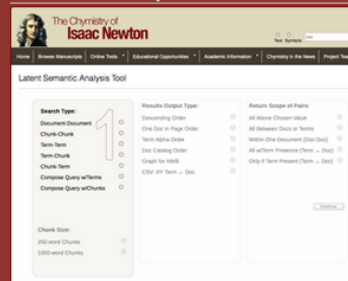 The Chymistry of
Isaac Newton
Text Symbols
Home Browse Manuscripts Online Tools Educational Opportunities Academic Information Chymistry in the News Project Team
Latent Semantic Analysis Tool
1
Search Type:
Document-Document
Chunk-Chunk
Term-Term
Term-Chunk
Chunk-Term
Compose Query w/Terms
Compose Query w/Chunks
Chunk Size:
250-word Chunks
1000-word Chunks
Results Output Type:
Descending Order
One Doc in Page Order
Term Alpha Order
Doc Catalog Order
Graph for NWB
CSV: XY Term ↔ Doc
Return Scope of Pairs:
All Above Chosen Value
All Between Docs or Terms
Within One Document (Doc-Doc)
All w/Term Presence (Term ↔ Doc)
Only if Term Present (Term ↔ Doc)
Continue